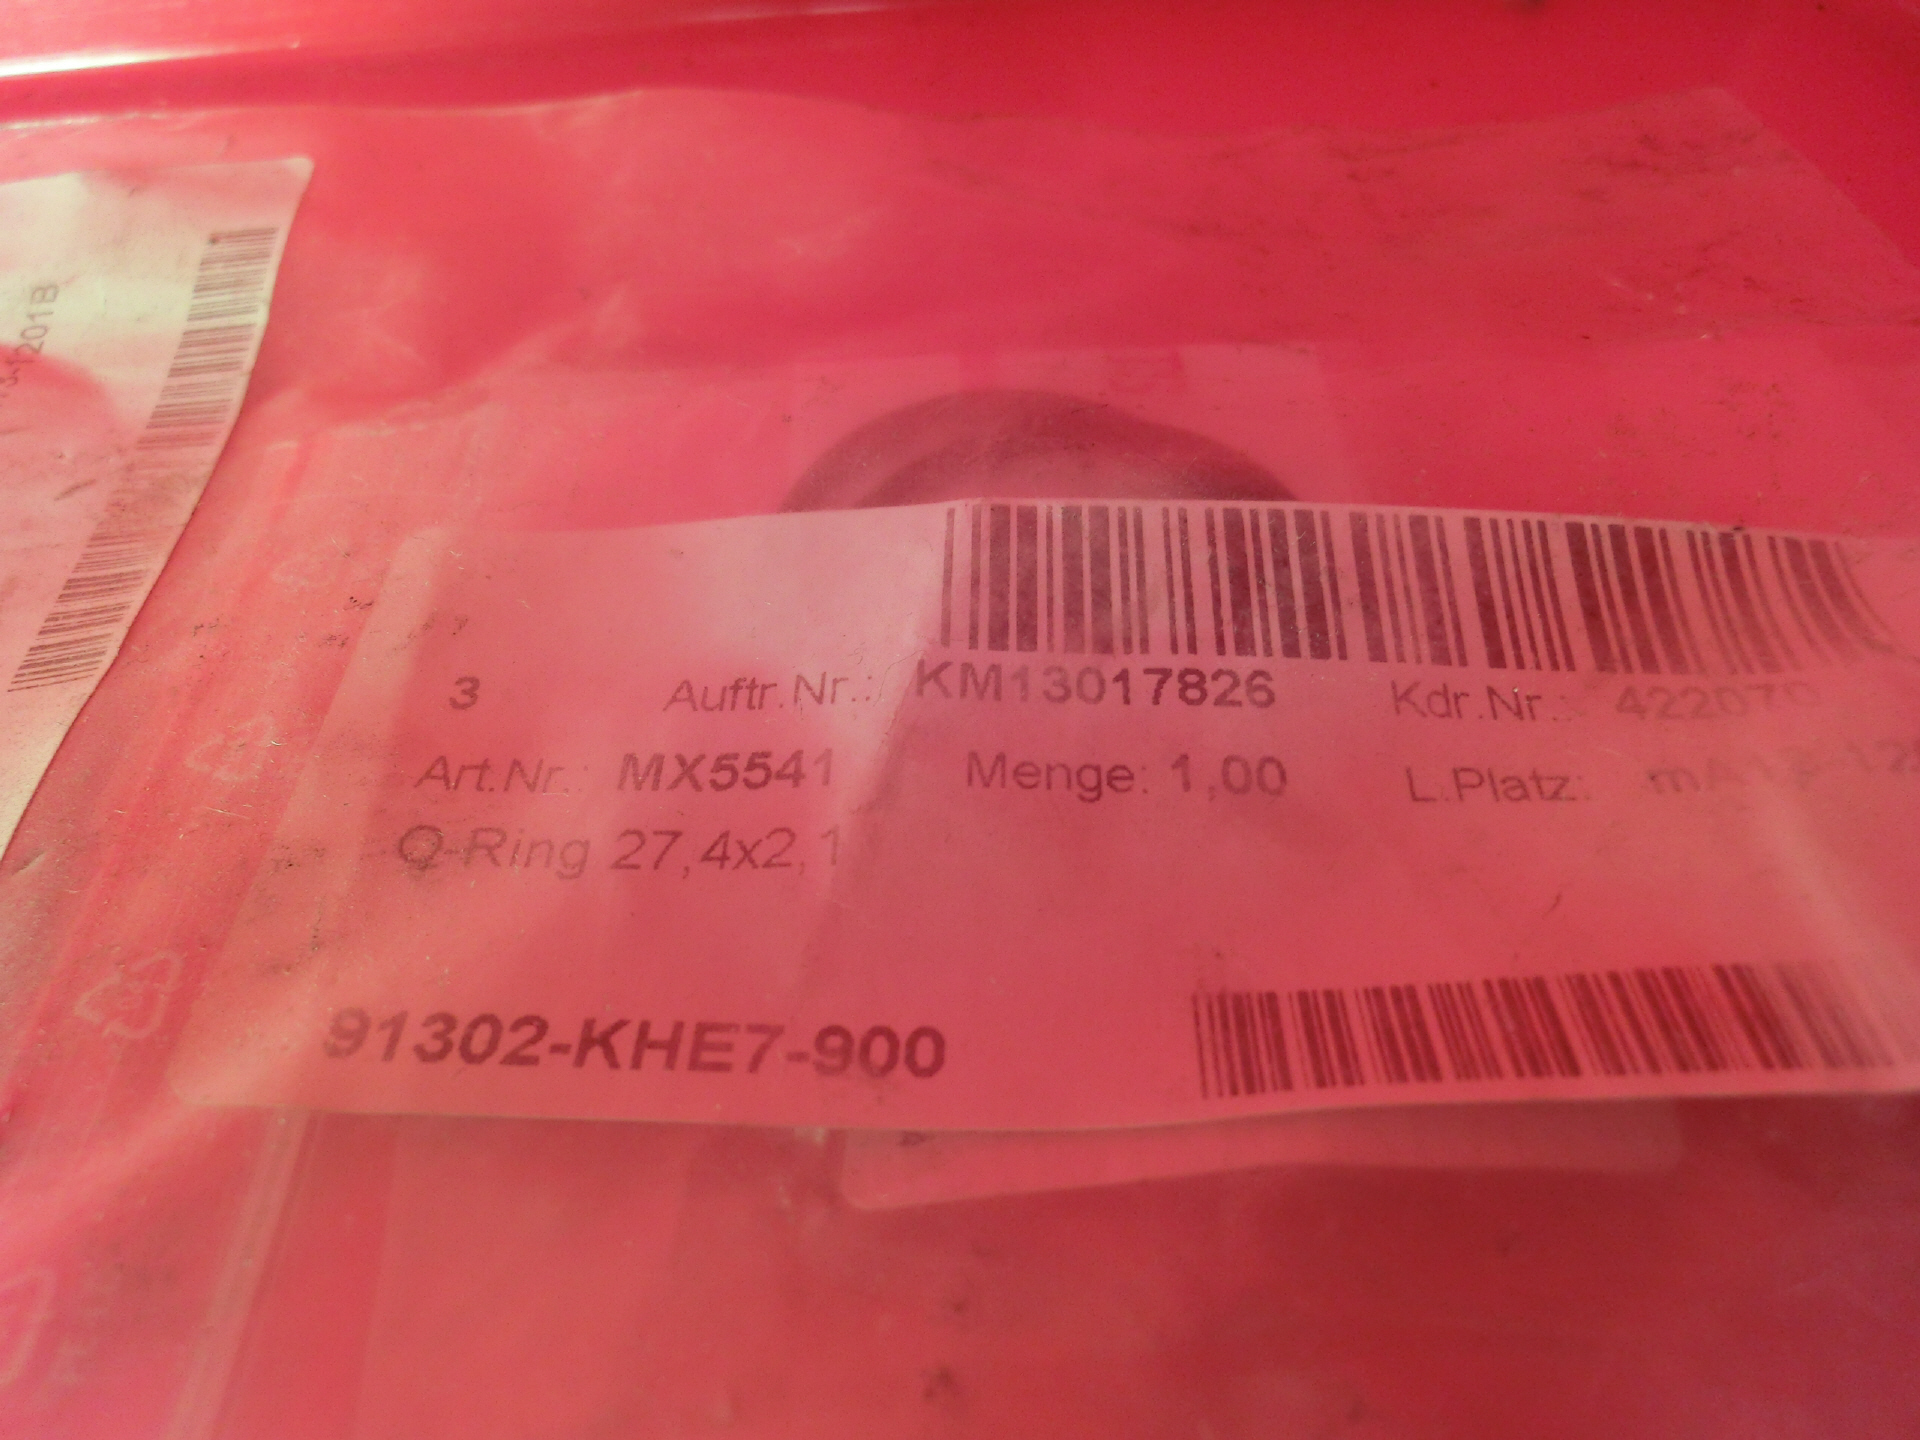 1201B
3 Auftr.Nr.: KM13017826 Kdr.Nr.:
Art.Nr.: MX5541 Menge: 1,00 L.Platz:
O-Ring 27,4x2,1
91302-KHE7-900